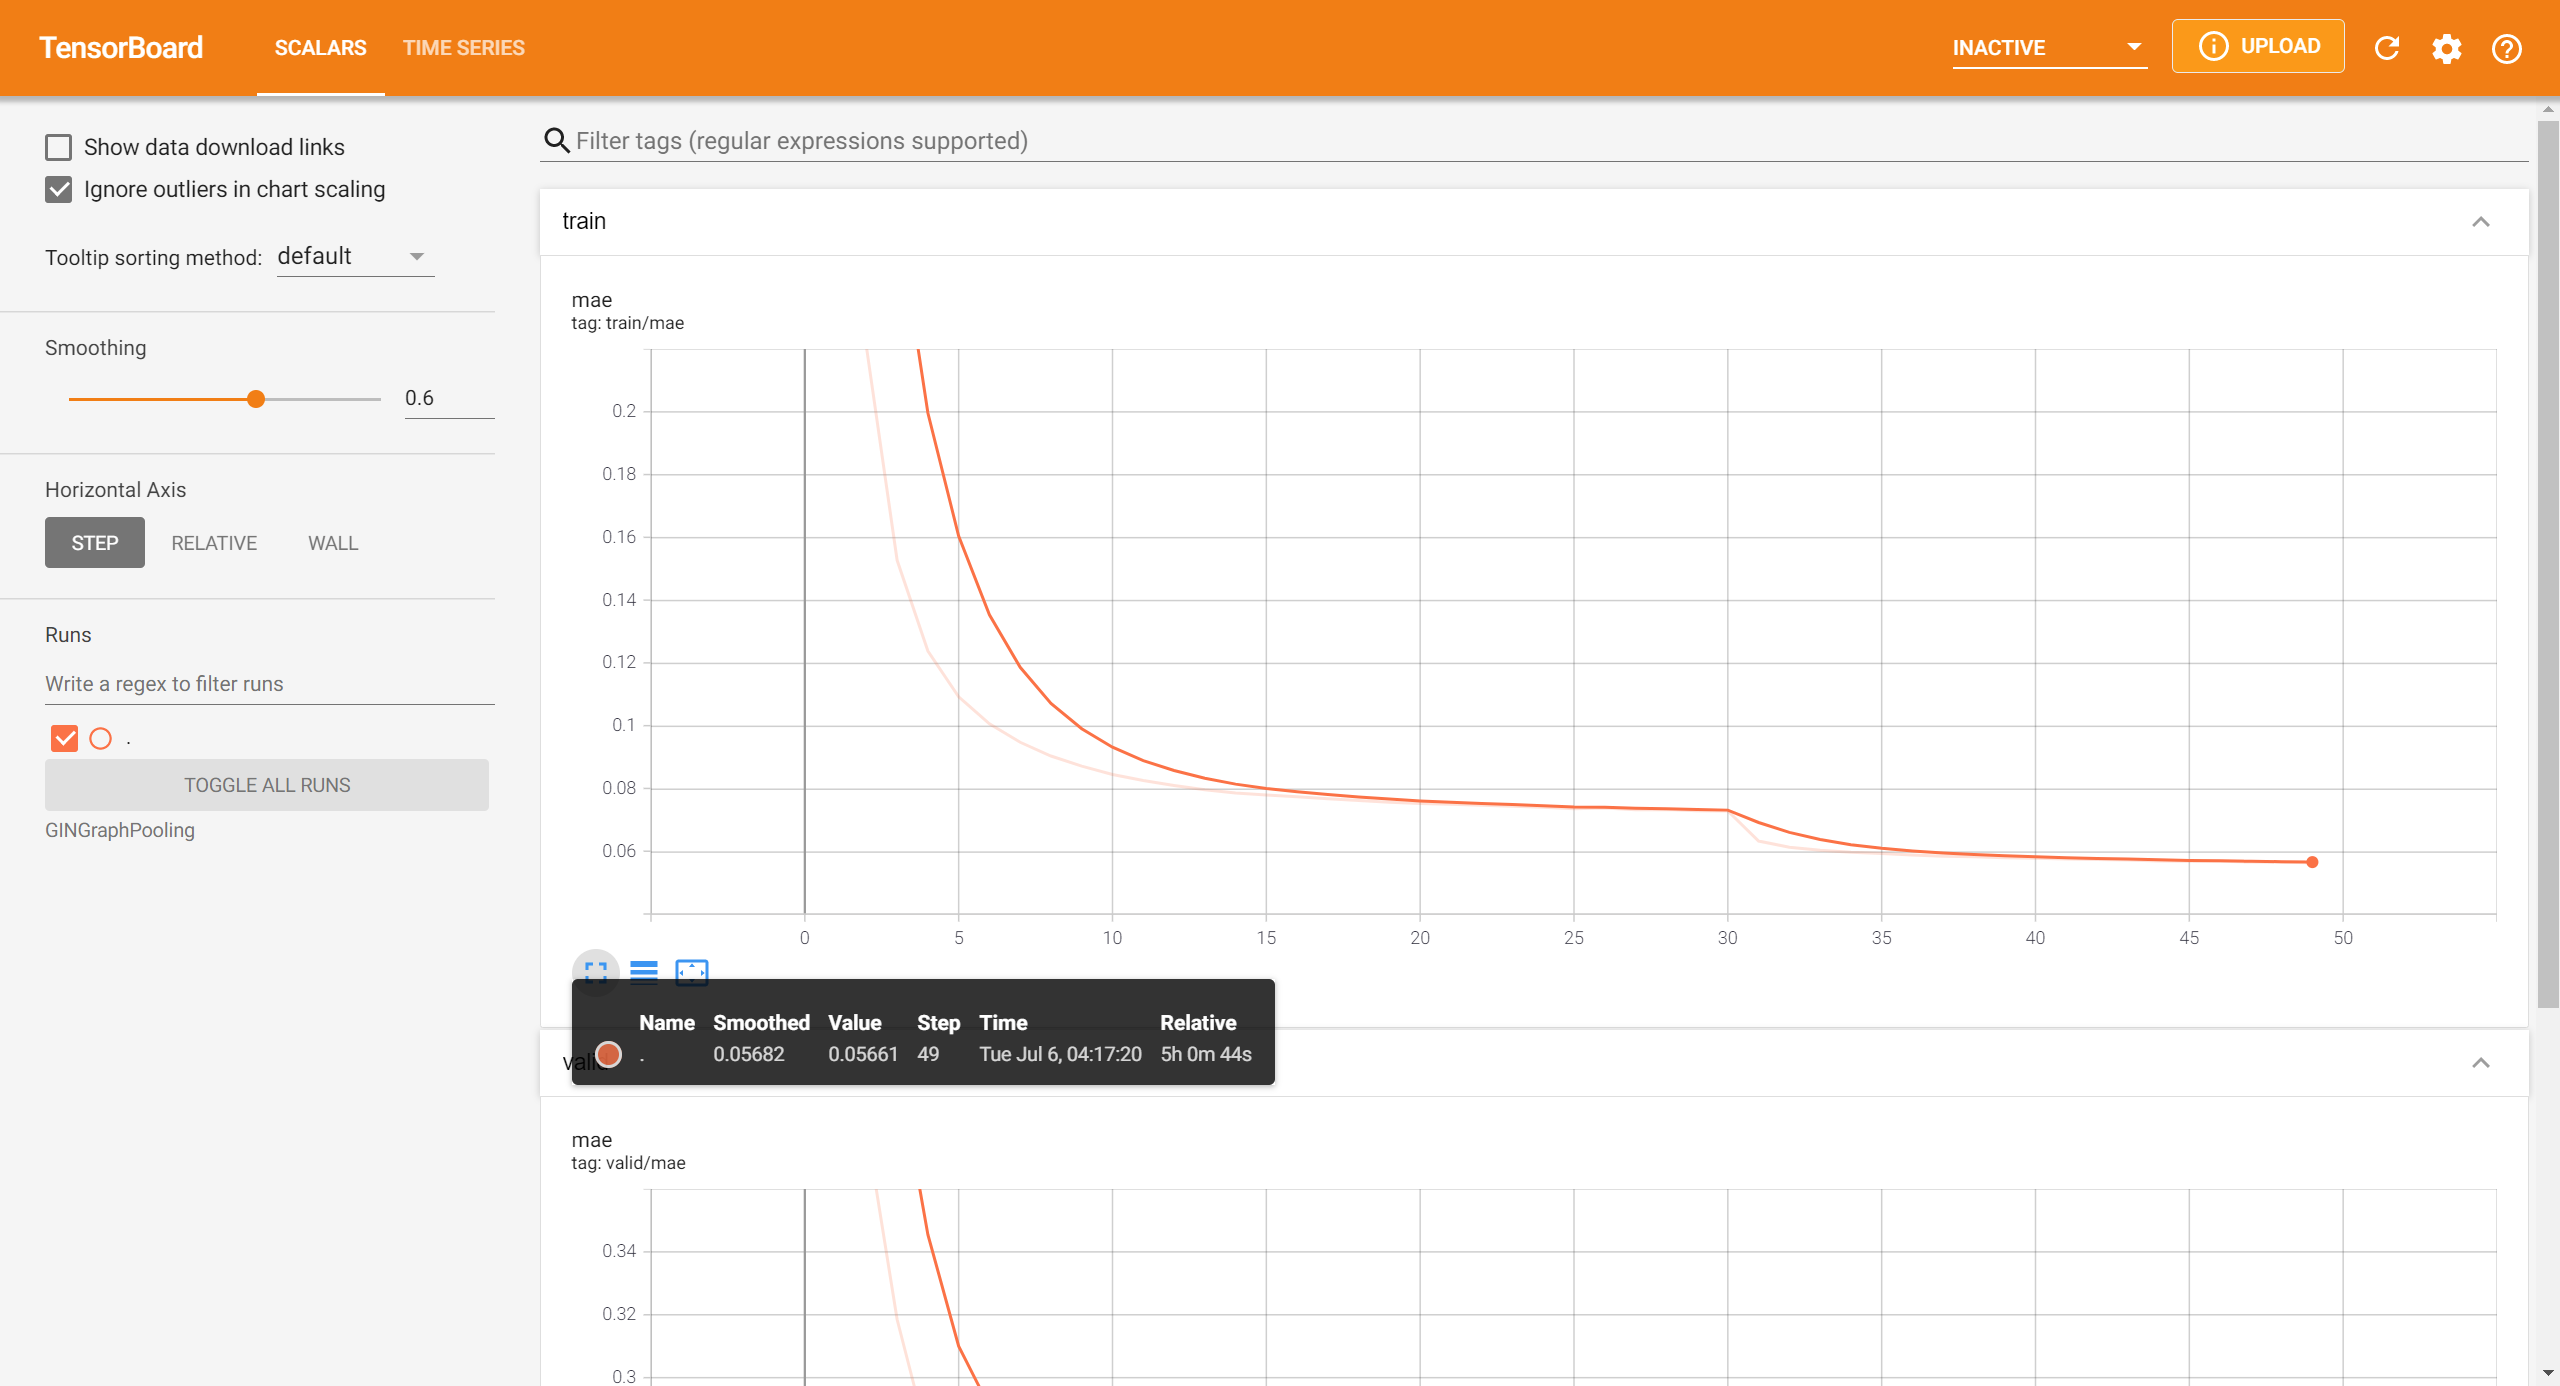 TensorBoard SCALARS TIME SERIES INACTIVE UPLOAD
Show data download links
Ignore outliers in chart scaling
Tooltip sorting method: default
Smoothing
0.6
Horizontal Axis
STEP RELATIVE WALL
Runs
Write a regex to filter runs
.
TOGGLE ALL RUNS
GINGraphPooling
Filter tags (regular expressions supported)
train
mae
tag: train/mae
0.2
0.18
0.16
0.14
0.12
0.1
0.08
0.06
0 5 10 15 20 25 30 35 40 45 50
Name Smoothed Value Step Time Relative
. 0.05682 0.05661 49 Tue Jul 6, 04:17:20 5h 0m 44s
valid
mae
tag: valid/mae
0.34
0.32
0.3